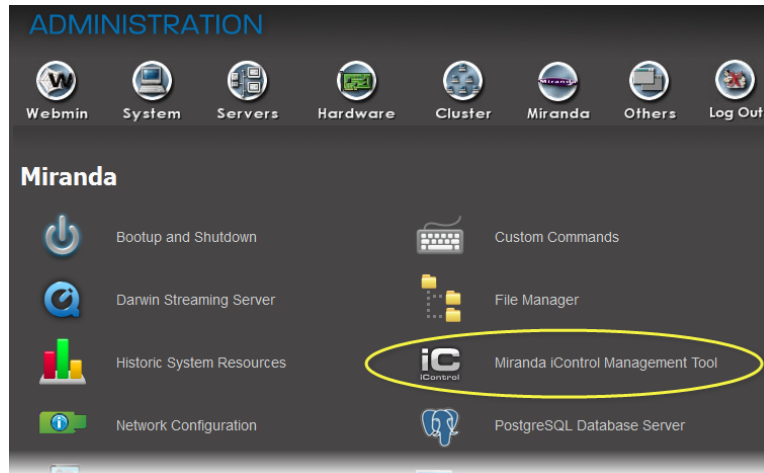 ADMINISTRATION
Webmin System Servers Hardware Cluster Miranda Others Log Out
Miranda
Bootup and Shutdown
Custom Commands
Darwin Streaming Server
File Manager
Historic System Resources
iC
iControl
Miranda iControl Management Tool
Network Configuration
PostgreSQL Database Server